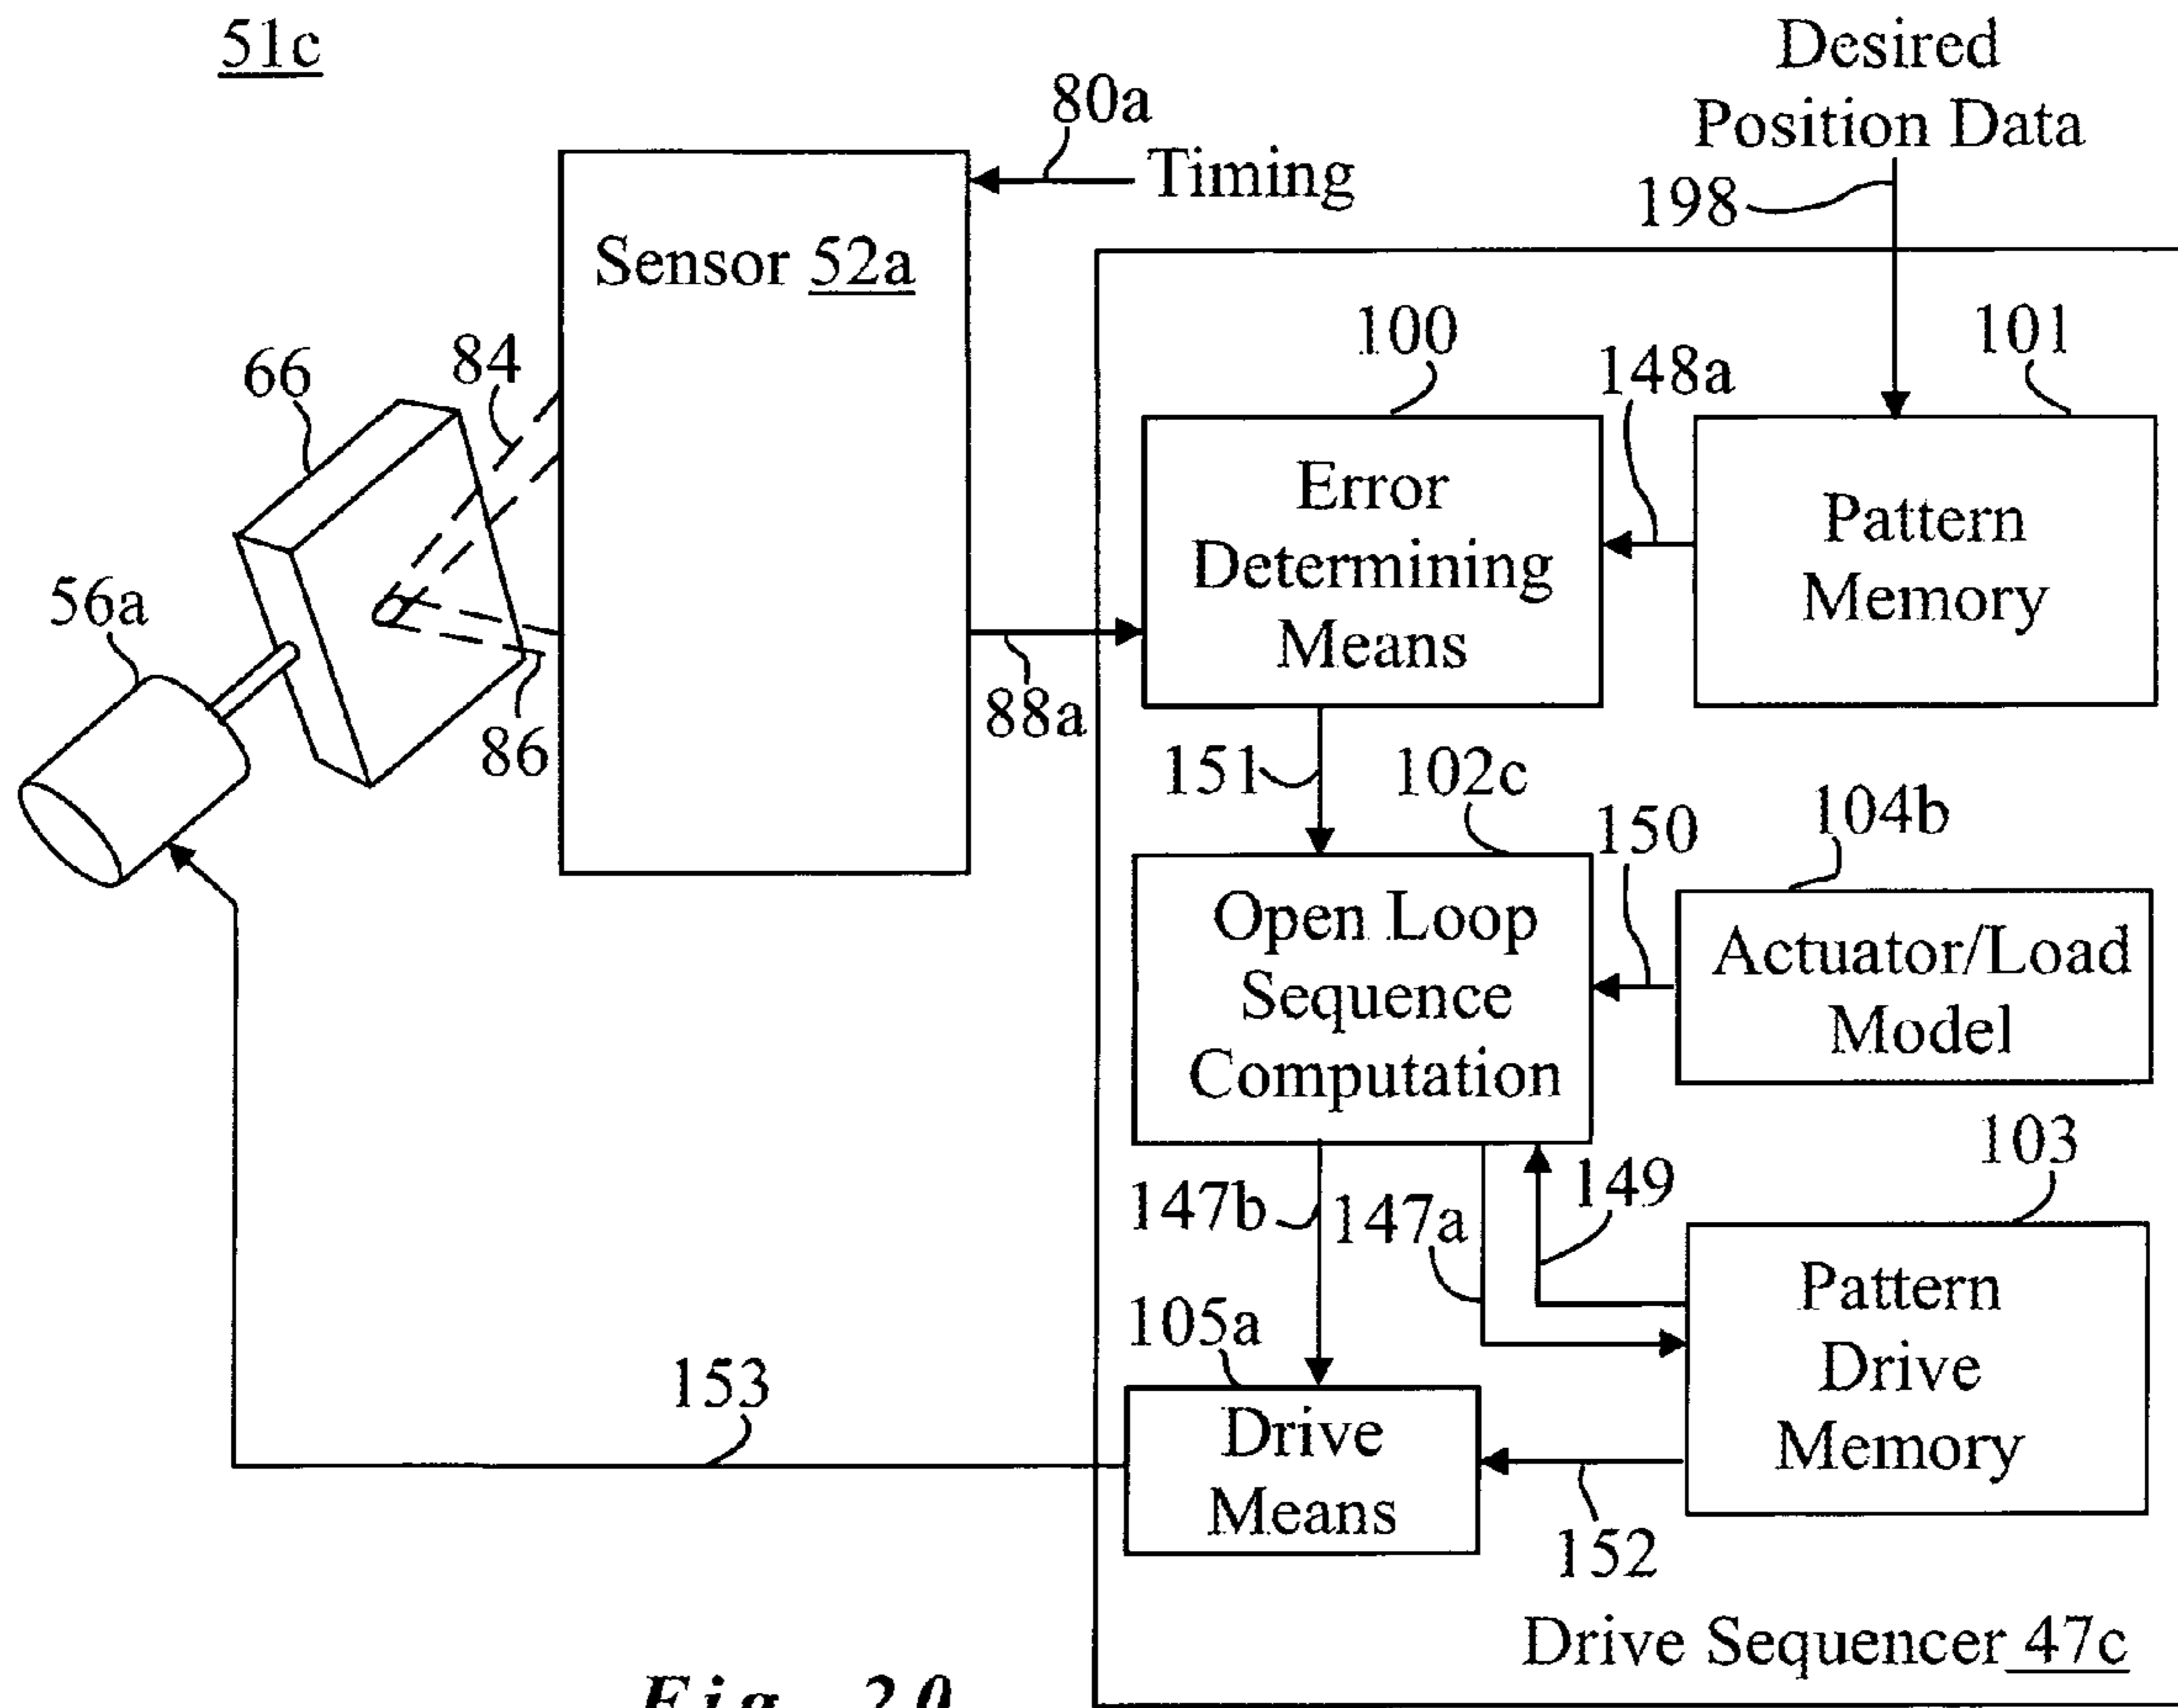 51c
Desired
Position Data
80a
Timing
198
Sensor 52a
100
148a
101
66
84
Error
Determining
Means
Pattern
Memory
56a
86
88a
151
102c
150
104b
Open Loop
Sequence
Computation
Actuator/Load
Model
103
147b
147a
149
Pattern
Drive
Memory
105a
153
Drive
Means
152
Drive Sequencer 47c
Fig. 20